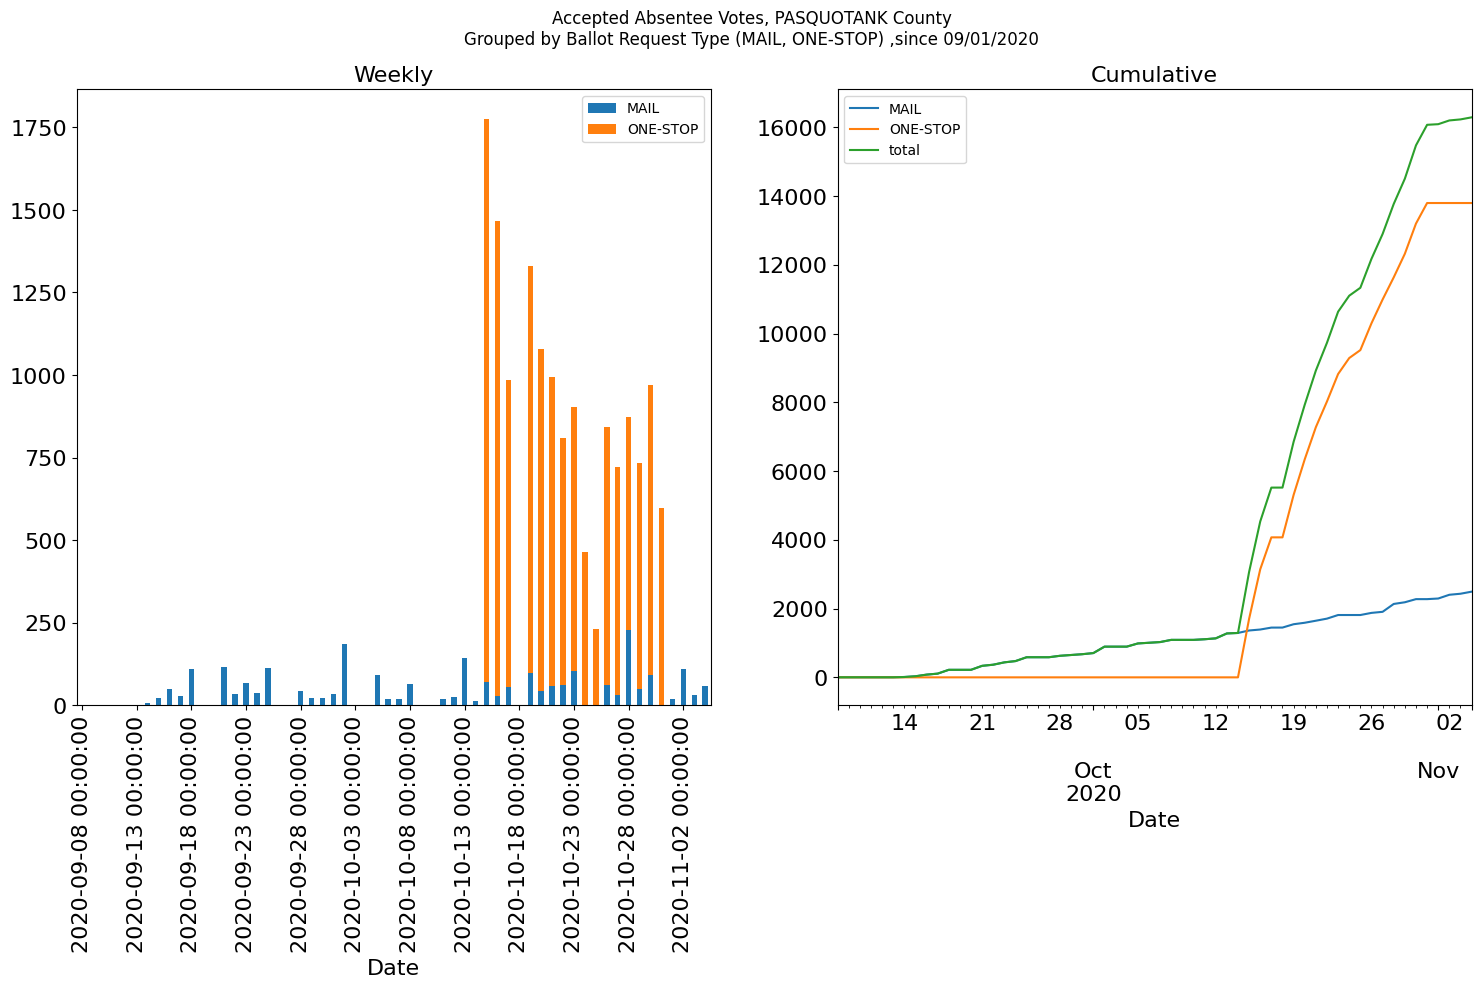 Accepted Absentee Votes, PASQUOTANK County
Grouped by Ballot Request Type (MAIL, ONE-STOP) ,since 09/01/2020
Weekly
MAIL
ONE-STOP
1750
1500
1250
1000
750
500
250
0
2020-09-08 00:00:00
2020-09-13 00:00:00
2020-09-18 00:00:00
2020-09-23 00:00:00
2020-09-28 00:00:00
2020-10-03 00:00:00
2020-10-08 00:00:00
2020-10-13 00:00:00
2020-10-18 00:00:00
2020-10-23 00:00:00
2020-10-28 00:00:00
2020-11-02 00:00:00
Date
Cumulative
MAIL
ONE-STOP
total
16000
14000
12000
10000
8000
6000
4000
2000
0
14 21 28 05 12 19 26 02
Oct Nov
2020
Date